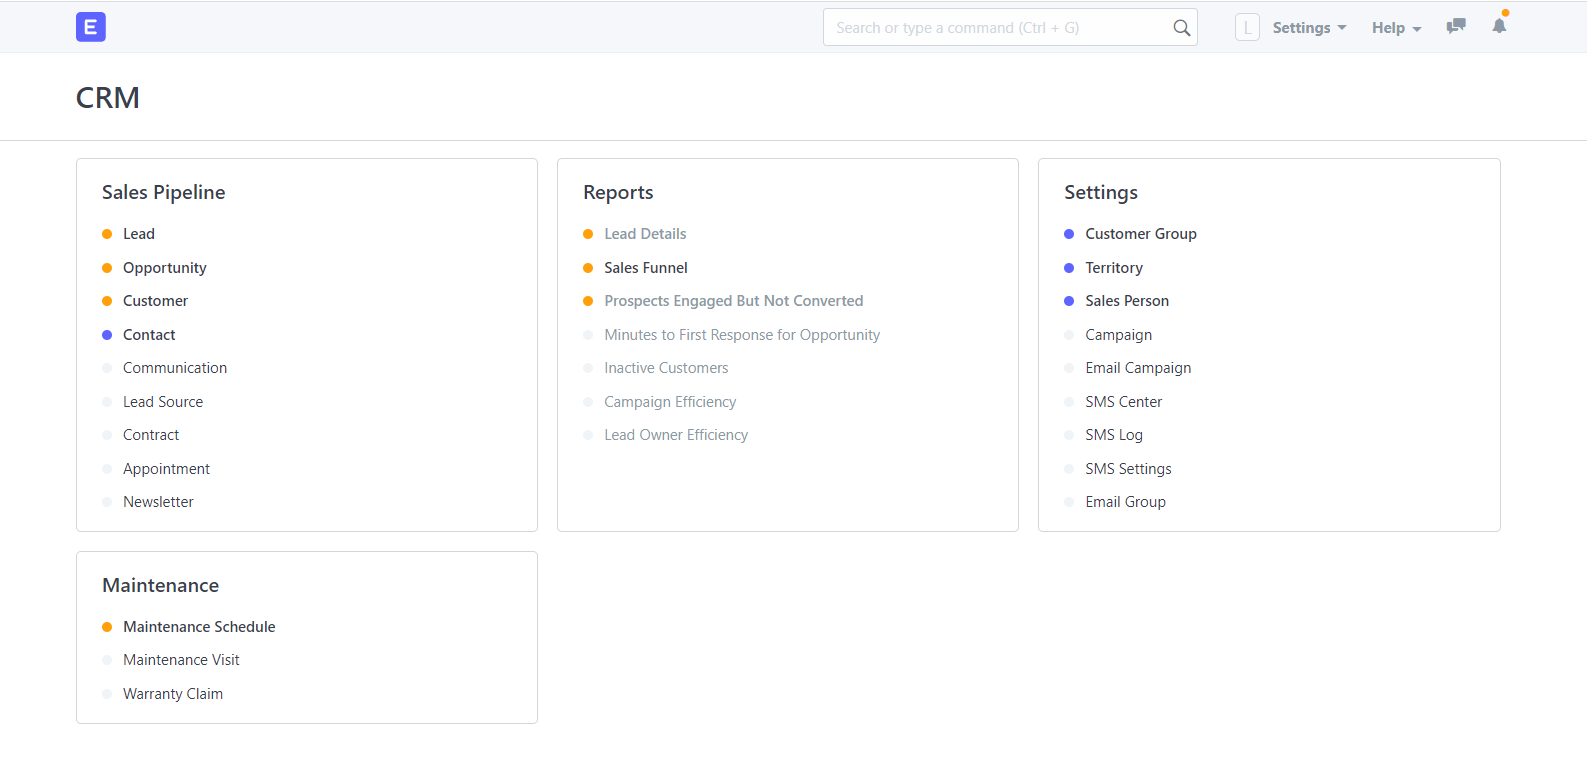 E
Search or type a command (Ctrl + G)
L
Settings
Help
CRM
Sales Pipeline
Lead
Opportunity
Customer
Contact
Communication
Lead Source
Contract
Appointment
Newsletter
Reports
Lead Details
Sales Funnel
Prospects Engaged But Not Converted
Minutes to First Response for Opportunity
Inactive Customers
Campaign Efficiency
Lead Owner Efficiency
Settings
Customer Group
Territory
Sales Person
Campaign
Email Campaign
SMS Center
SMS Log
SMS Settings
Email Group
Maintenance
Maintenance Schedule
Maintenance Visit
Warranty Claim